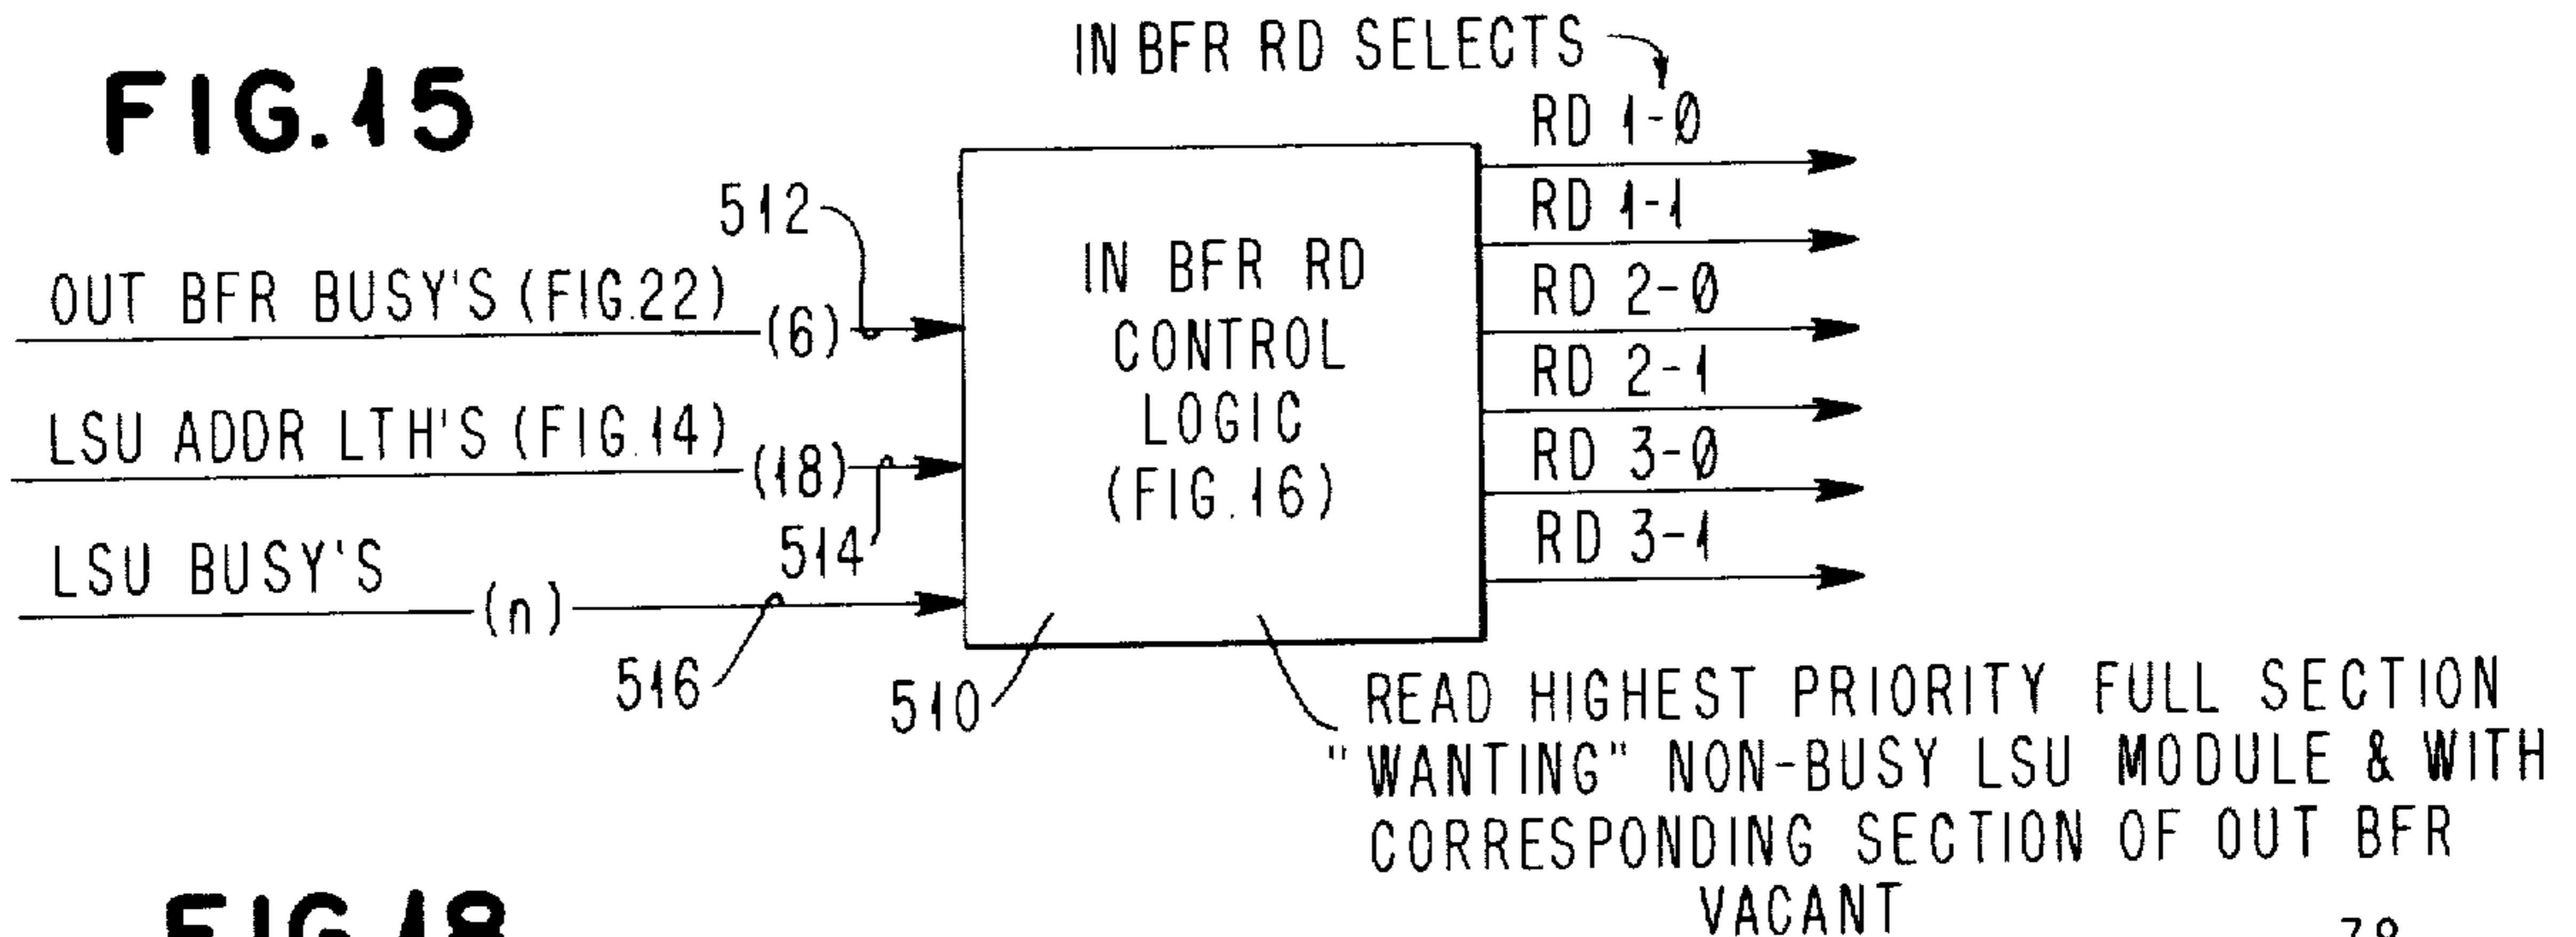 FIG.15
IN BFR RD SELECTS
RD 1-0
RD 1-1
RD 2-0
RD 2-1
RD 3-0
RD 3-1
512
OUT BFR BUSY'S (FIG.22)
(6)
LSU ADDR LTH'S (FIG.14)
(18)
514
LSU BUSY'S
(n)
516
IN BFR RD
CONTROL
LOGIC
(FIG.16)
510
READ HIGHEST PRIORITY FULL SECTION
"WANTING" NON-BUSY LSU MODULE & WITH
CORRESPONDING SECTION OF OUT BFR
VACANT
FIG.18